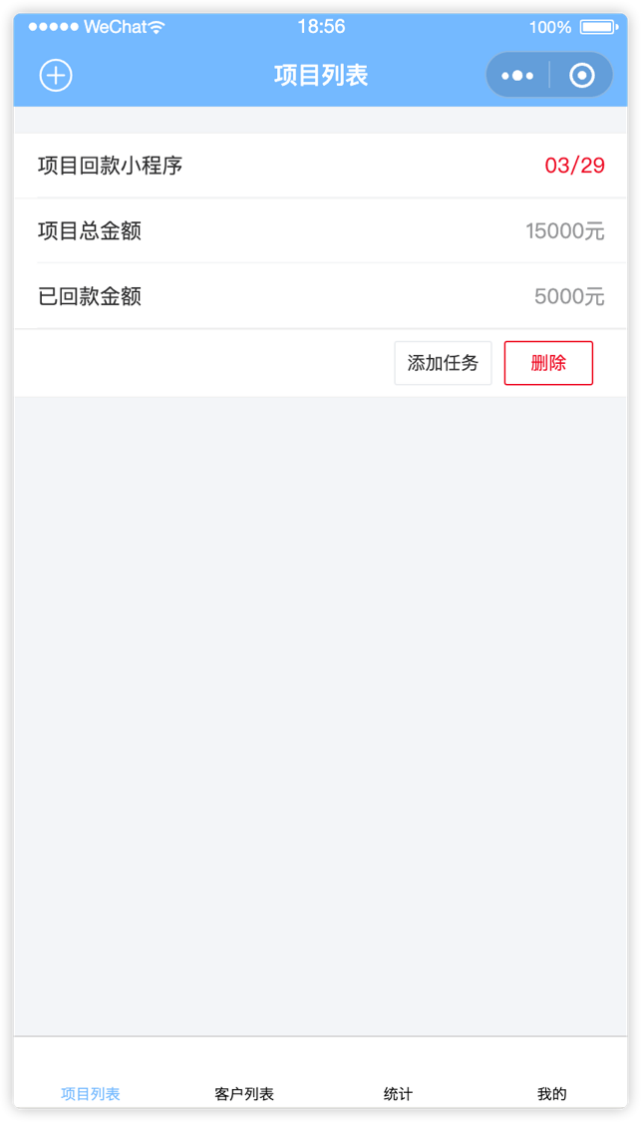 WeChat 18:56 100%
项目列表
项目回款小程序 03/29
项目总金额 15000元
已回款金额 5000元
添加任务 删除
项目列表 客户列表 统计 我的